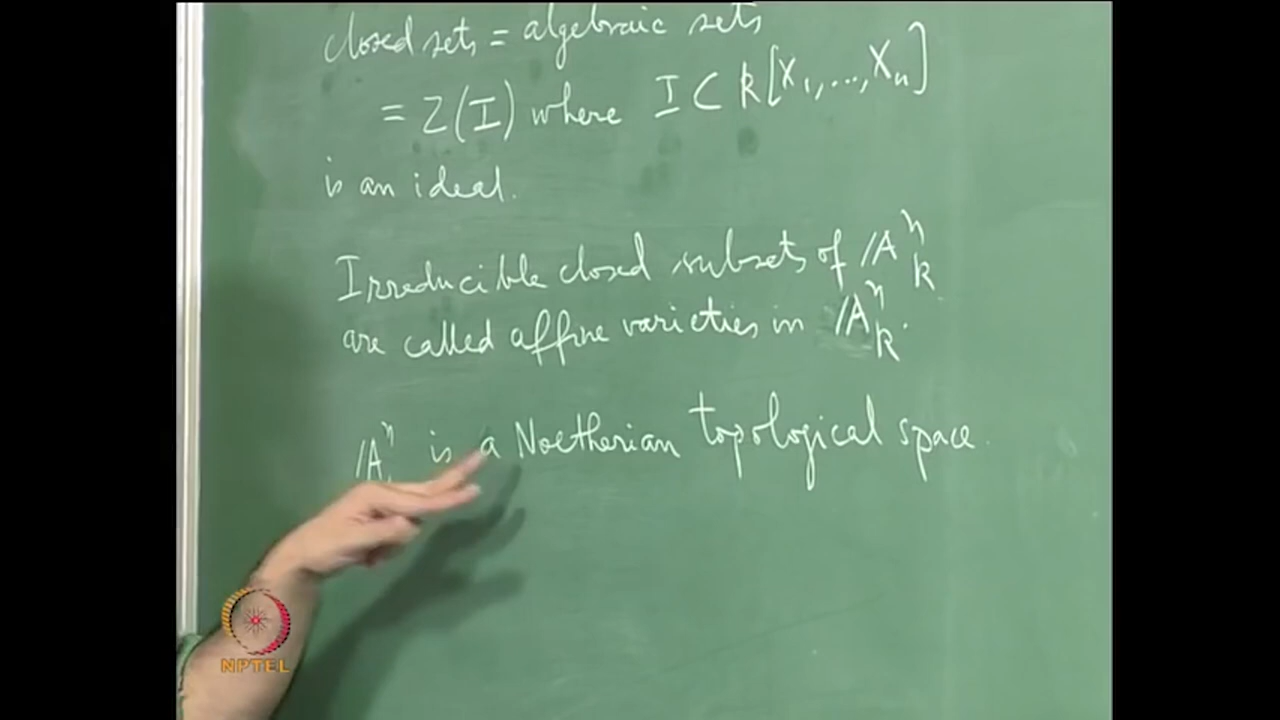 closed sets = algebraic sets
= Z(I) where I ⊂ k[X₁,...,Xₙ]
is an ideal.
Irreducible closed subsets of 𝔸ⁿₖ
are called affine varieties in 𝔸ⁿₖ.
𝔸ⁿ is a Noetherian topological space.
NPTEL